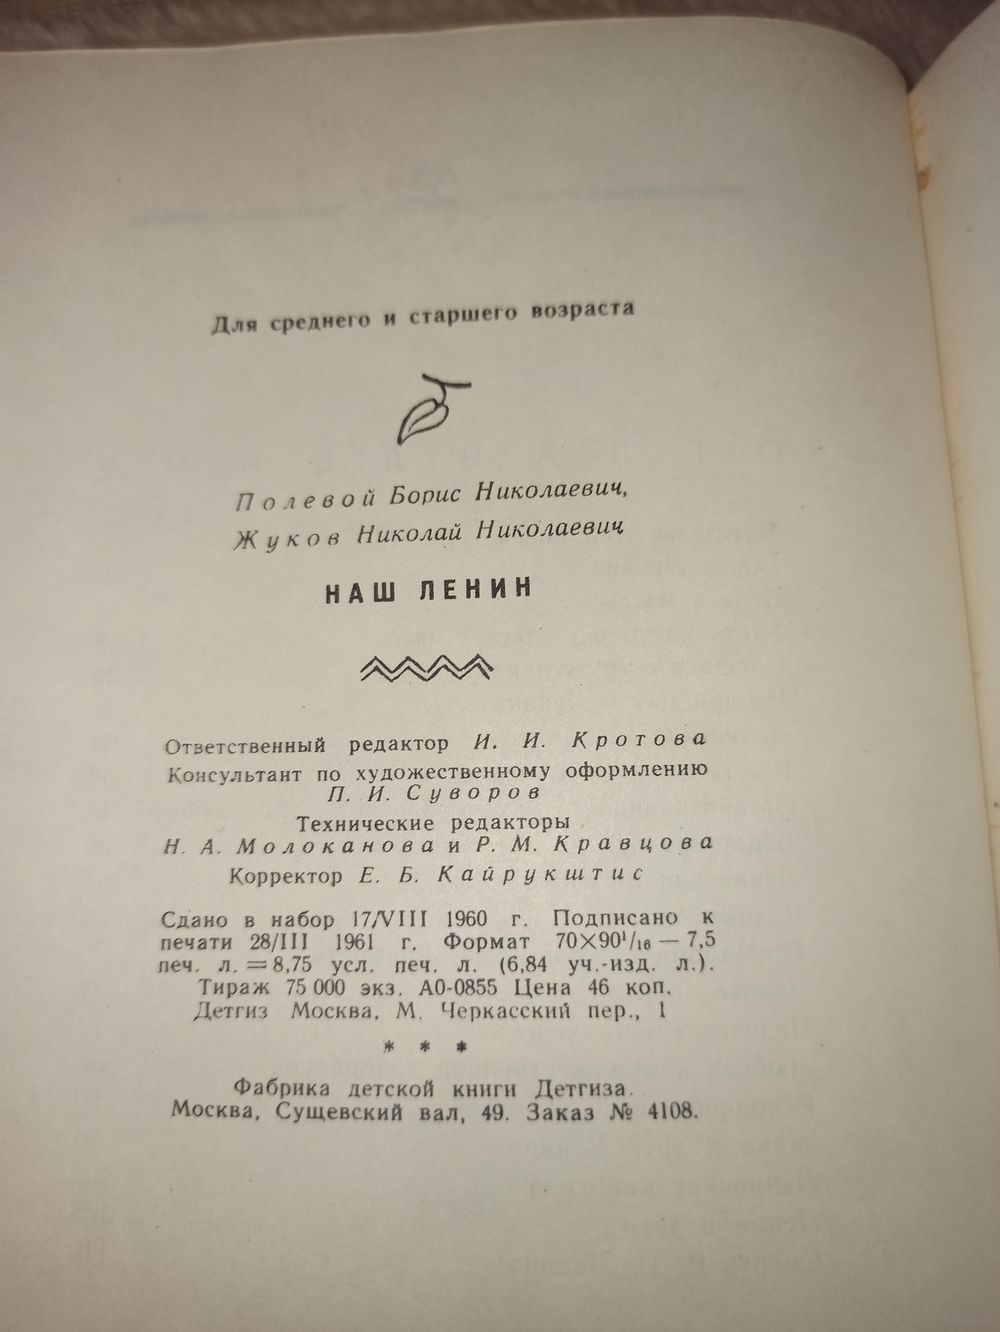 Для среднего и старшего возраста
Полевой Борис Николаевич,
Жуков Николай Николаевич
НАШ ЛЕНИН
Ответственный редактор И. И. Кротова
Консультант по художественному оформлению
П. И. Суворов
Технические редакторы
Н. А. Молоканова и Р. М. Кравцова
Корректор Е. Б. Кайрукштис
Сдано в набор 17/VIII 1960 г. Подписано к
печати 28/III 1961 г. Формат 70×90¹/₁₆ — 7,5
печ. л. = 8,75 усл. печ. л. (6,84 уч.-изд. л.).
Тираж 75 000 экз. А0-0855 Цена 46 коп.
Детгиз Москва, М. Черкасский пер., 1
* * *
Фабрика детской книги Детгиза.
Москва, Сущевский вал, 49. Заказ № 4108.